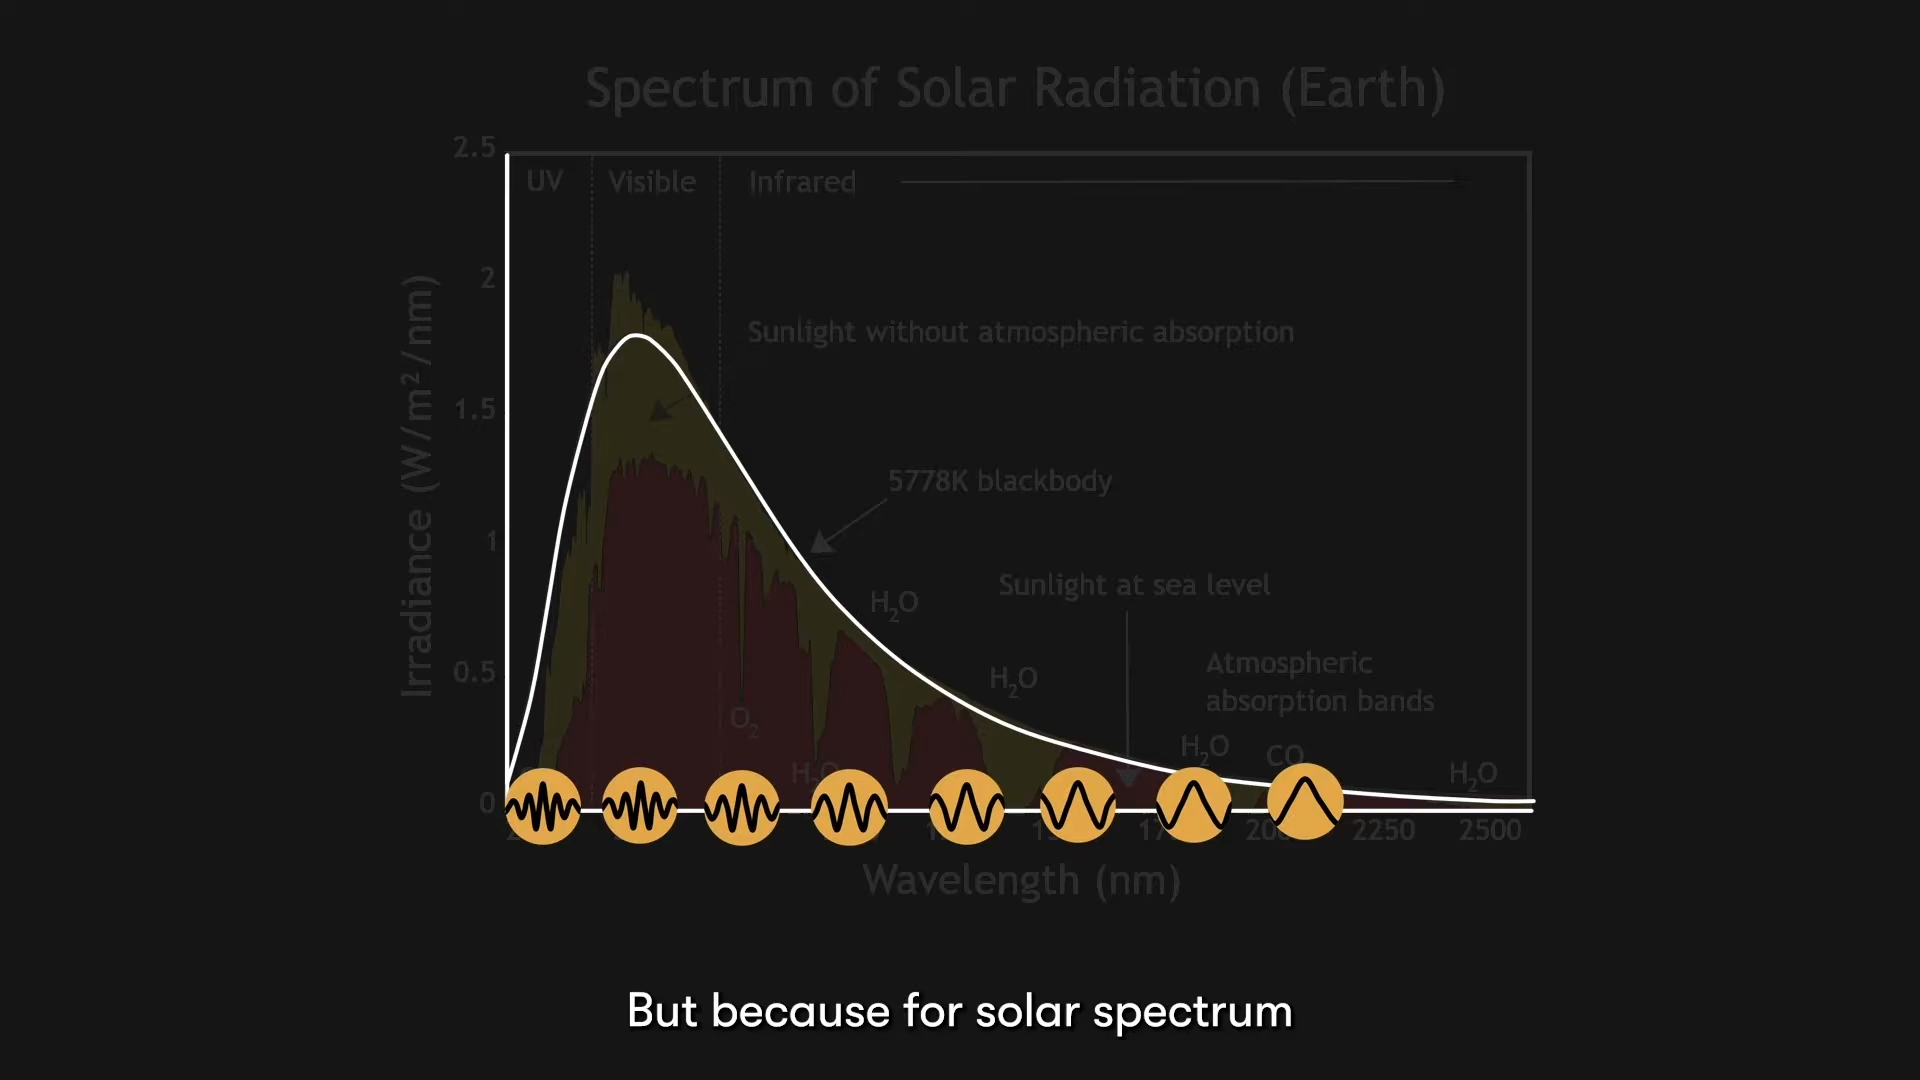 Spectrum of Solar Radiation (Earth)
2.5
UV
Visible
Infrared
2
Sunlight without atmospheric absorption
1.5
5778K blackbody
1
H₂O
Sunlight at sea level
Irradiance (W/m²/nm)
0.5
H₂O
Atmospheric
absorption bands
O₂
H₂O
CO
H₂O
H₂O
0
2250
2500
Wavelength (nm)
But because for solar spectrum